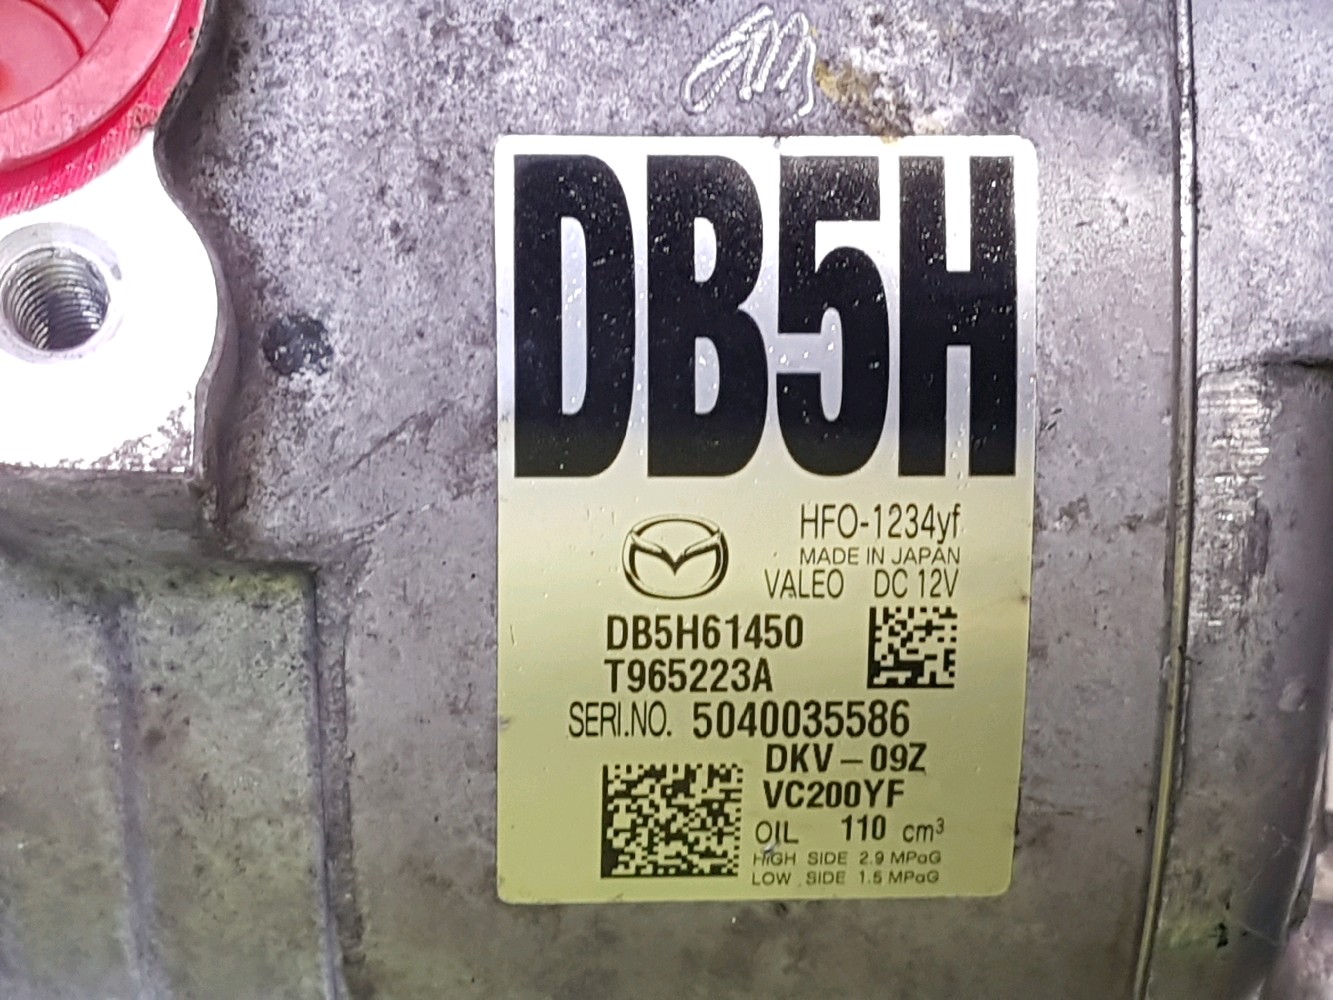 DB5H
HFO-1234yf
MADE IN JAPAN
VALEO DC 12V
DB5H61450
T965223A
SERI.NO. 5040035586
DKV-09Z
VC200YF
OIL 110 cm³
HIGH SIDE 2.9 MPaG
LOW SIDE 1.5 MPaG